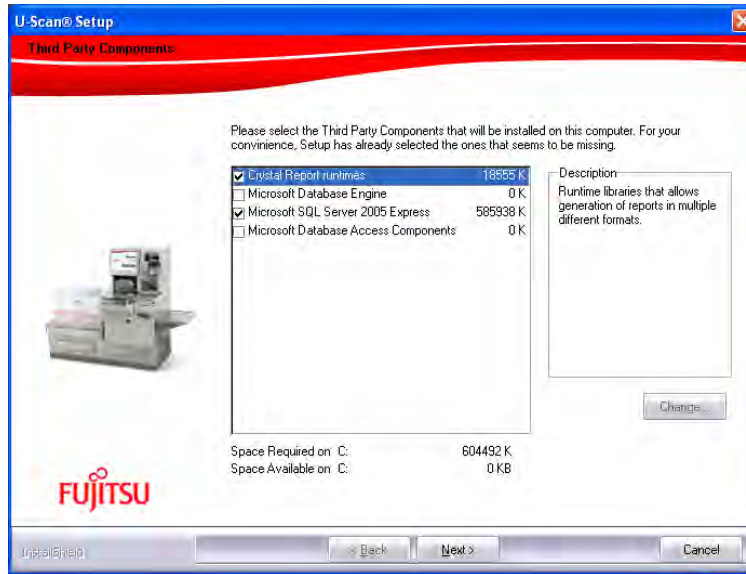 U-Scan® Setup
Third Party Components
Please select the Third Party Components that will be installed on this computer. For your
convinience, Setup has already selected the ones that seems to be missing.
Crystal Report runtimes 18555 K
Microsoft Database Engine 0 K
Microsoft SQL Server 2005 Express 585938 K
Microsoft Database Access Components 0 K
Description
Runtime libraries that allows
generation of reports in multiple
different formats.
Change...
Space Required on C: 604492 K
Space Available on C: 0 KB
FUJITSU
InstallShield
< Back
Next >
Cancel